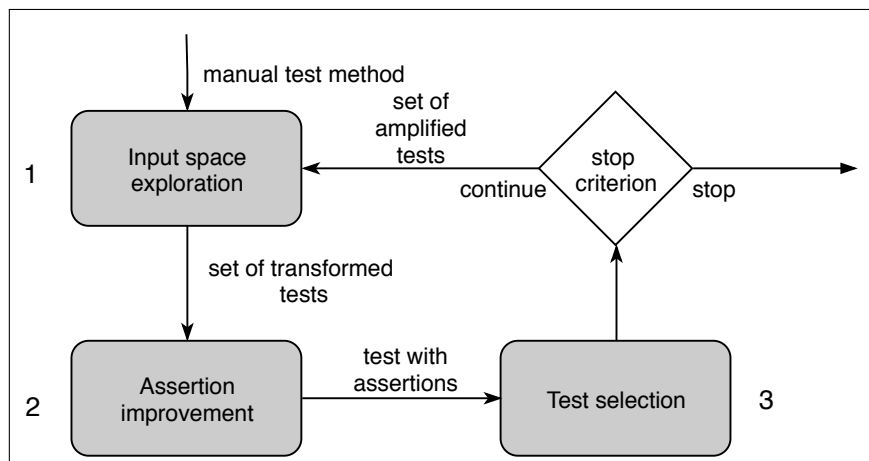 manual test method
set of
amplified
tests
1
Input space
exploration
continue
stop
criterion
stop
set of transformed
tests
2
Assertion
improvement
test with
assertions
Test selection
3